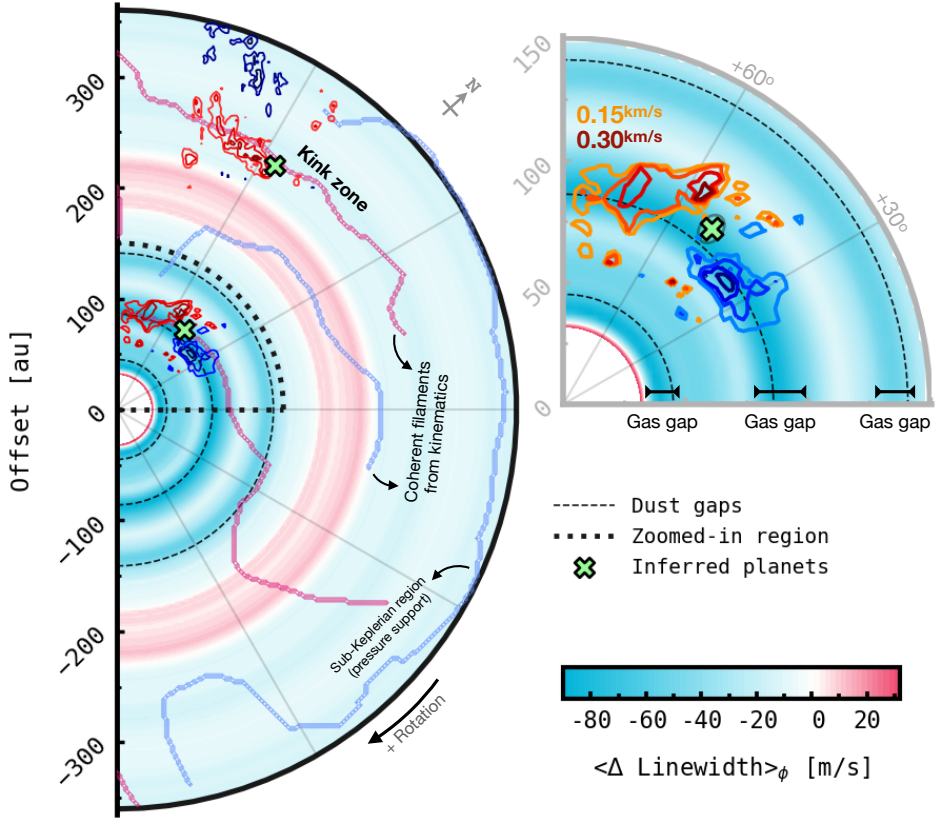 Offset [au]
300
200
100
0
-100
-200
-300
N
Kink zone
Coherent filaments
from kinematics
Sub-Keplerian region
(pressure support)
+ Rotation
150
100
50
0
+60°
+30°
0.15km/s
0.30km/s
Gas gap
Gas gap
Gas gap
Dust gaps
Zoomed-in region
Inferred planets
-80 -60 -40 -20 0 20
<Δ Linewidth>ϕ [m/s]